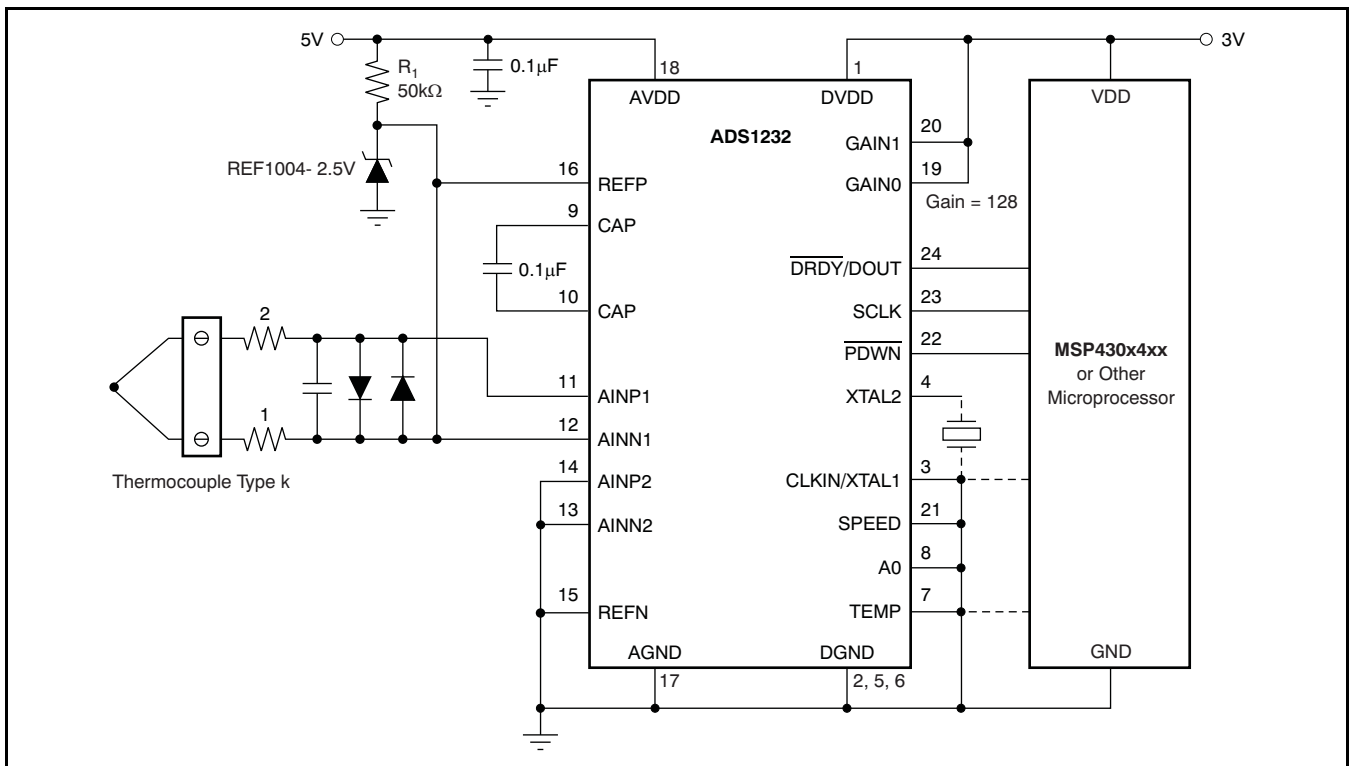 5V
3V
R1
50kΩ
0.1µF
18
1
AVDD
DVDD
VDD
ADS1232
REF1004- 2.5V
20
GAIN1
19
GAIN0
Gain = 128
16
REFP
9
CAP
0.1µF
10
CAP
24
DRDY/DOUT
23
SCLK
22
PDWN
MSP430x4xx
or Other
Microprocessor
2
1
Thermocouple Type k
11
AINP1
12
AINN1
14
AINP2
13
AINN2
15
REFN
4
XTAL2
3
CLKIN/XTAL1
21
SPEED
8
A0
7
TEMP
AGND
DGND
GND
17
2, 5, 6